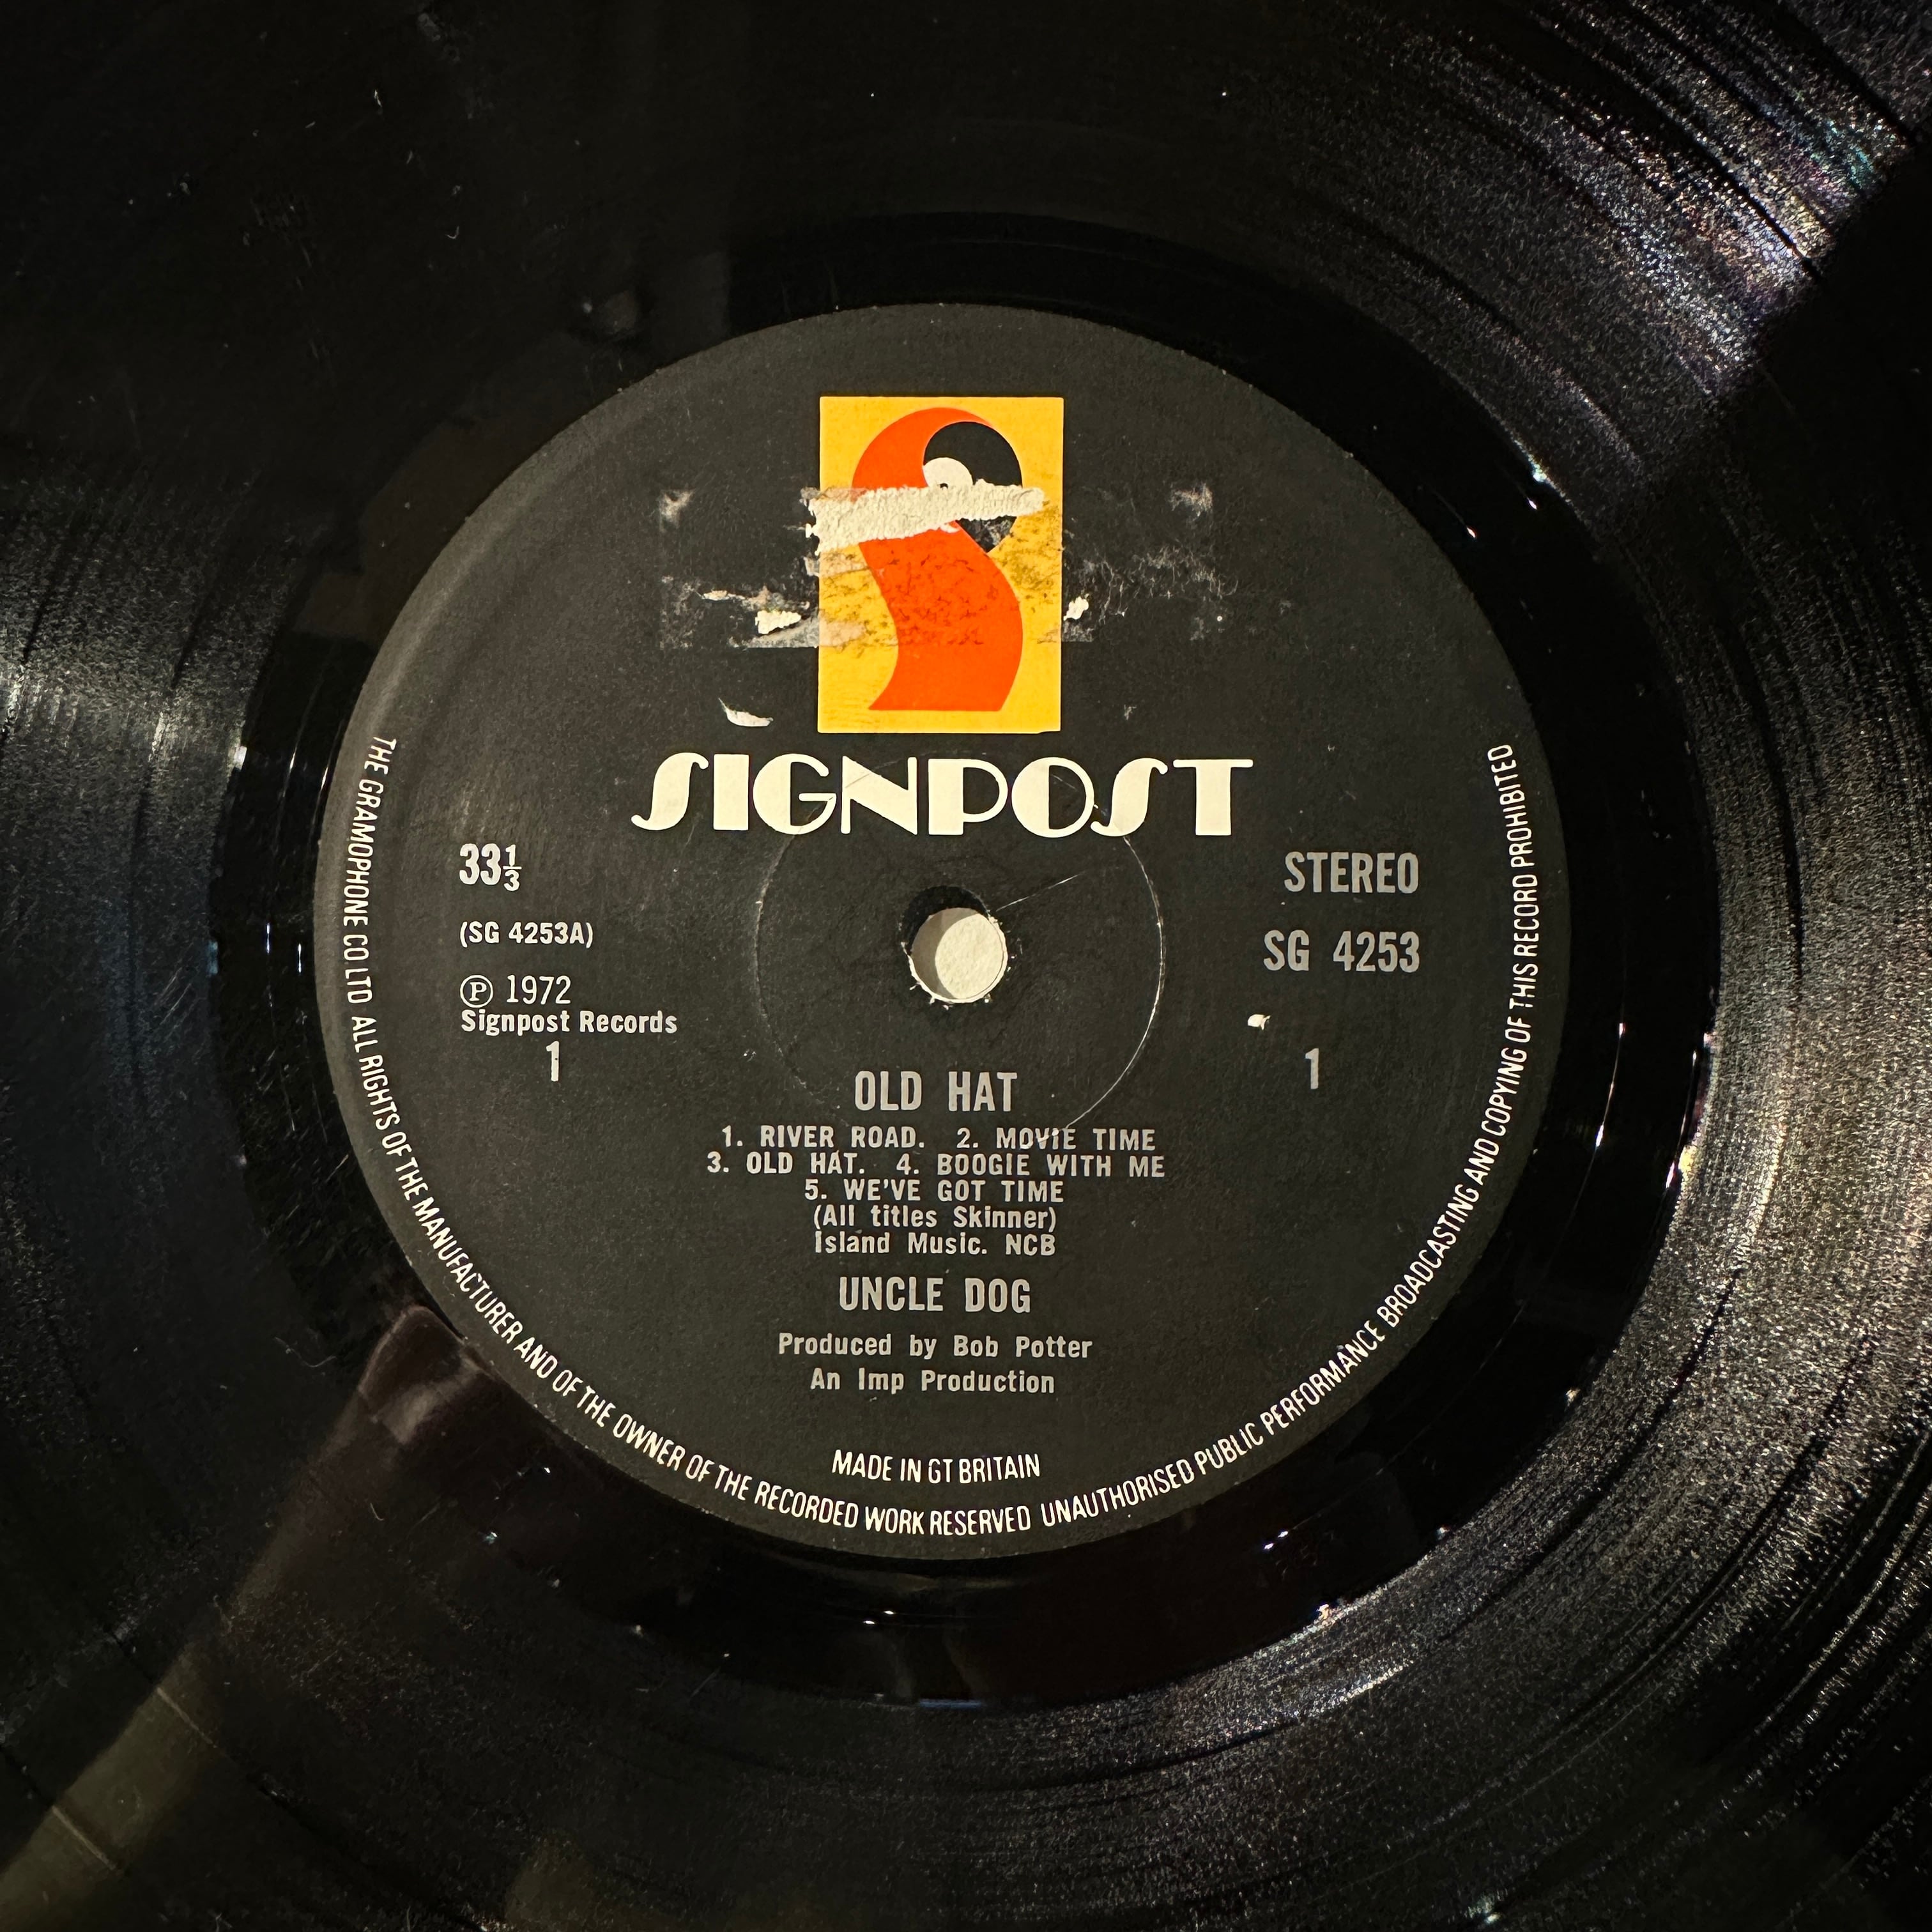 SIGNPOST
33⅓
STEREO
(SG 4253A)
SG 4253
Ⓟ 1972
Signpost Records
1
1
OLD HAT
1. RIVER ROAD. 2. MOVIE TIME
3. OLD HAT. 4. BOOGIE WITH ME
5. WE'VE GOT TIME
(All titles Skinner)
Island Music. NCB
UNCLE DOG
Produced by Bob Potter
An Imp Production
MADE IN GT BRITAIN
THE GRAMOPHONE CO LTD ALL RIGHTS OF THE MANUFACTURER AND OF THE OWNER OF THE RECORDED WORK RESERVED UNAUTHORISED PUBLIC PERFORMANCE BROADCASTING AND COPYING OF THIS RECORD PROHIBITED